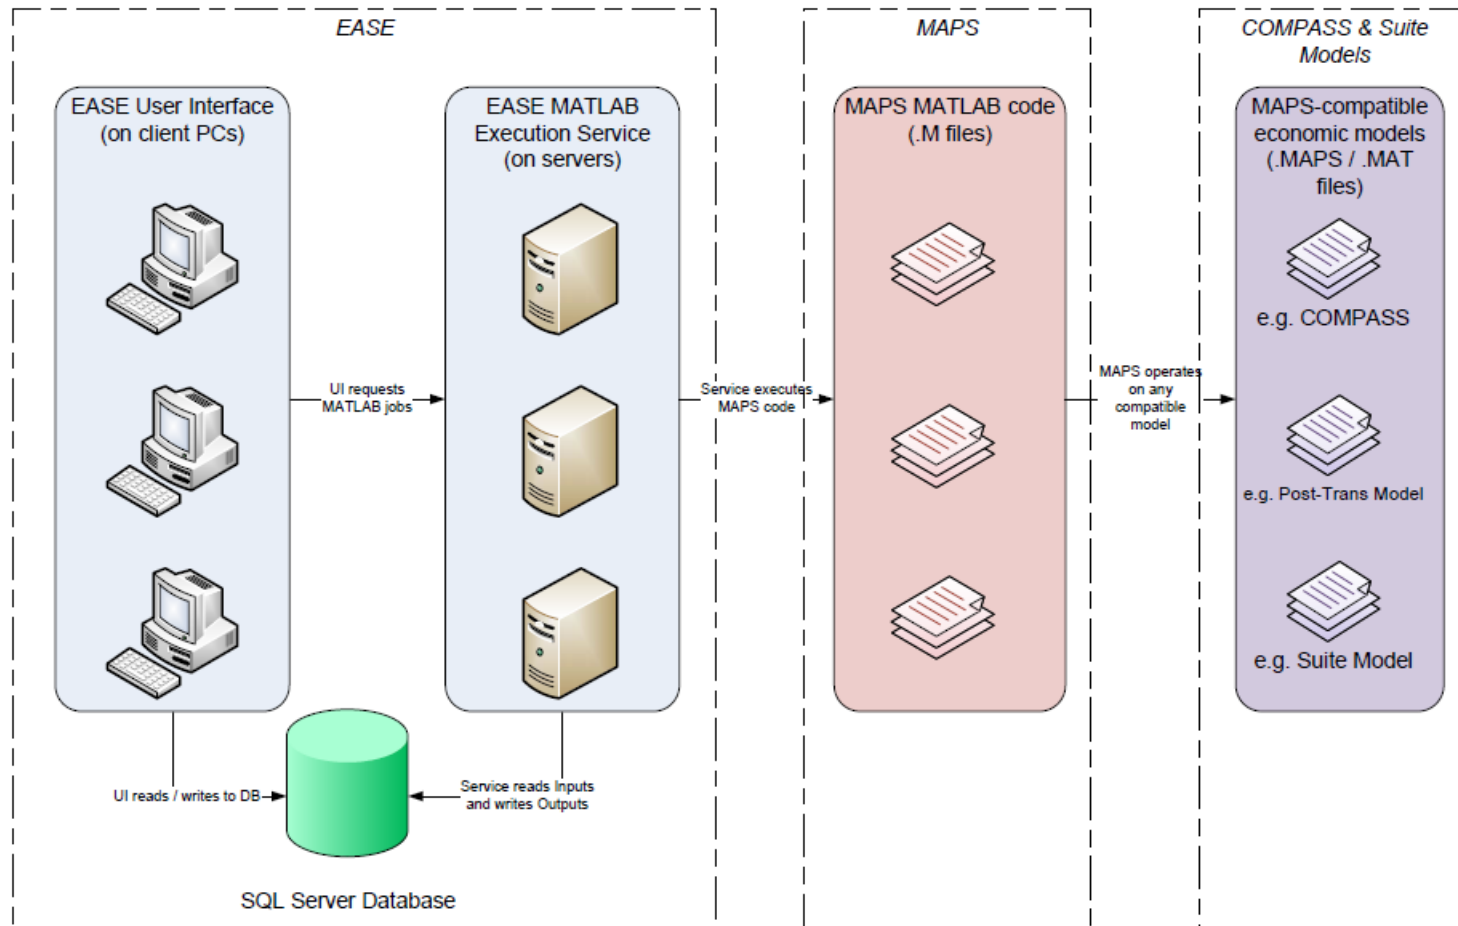 EASE
EASE User Interface
(on client PCs)
EASE MATLAB
Execution Service
(on servers)
UI requests
MATLAB jobs
UI reads / writes to DB
Service reads Inputs
and writes Outputs
SQL Server Database
Service executes
MAPS code
MAPS
MAPS MATLAB code
(.M files)
MAPS operates
on any
compatible
model
COMPASS & Suite
Models
MAPS-compatible
economic models
(.MAPS / .MAT
files)
e.g. COMPASS
e.g. Post-Trans Model
e.g. Suite Model